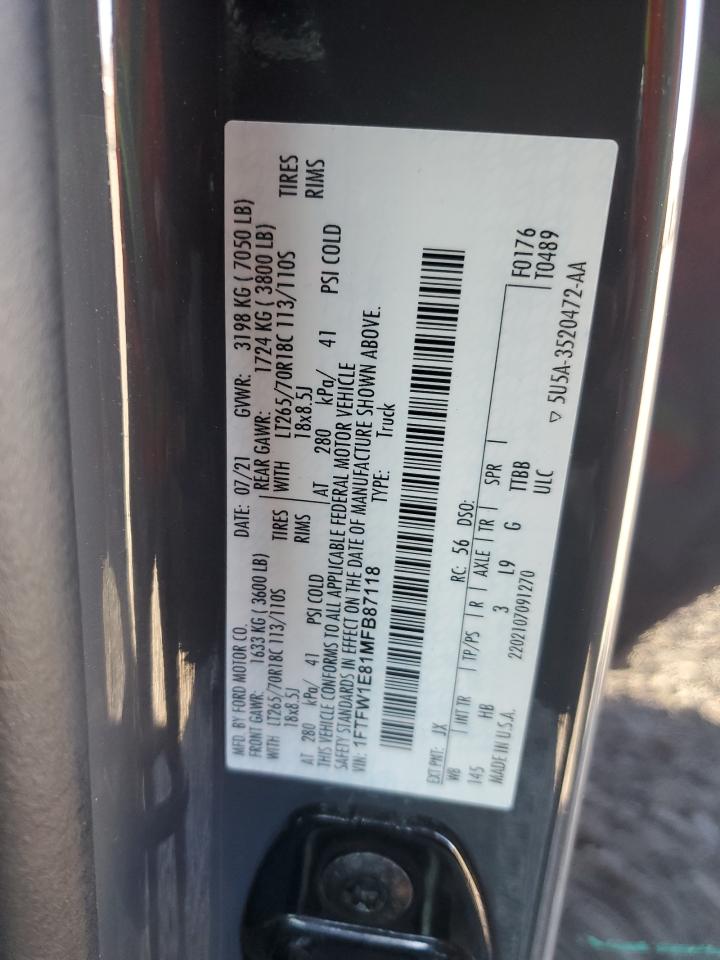 MFD. BY FORD MOTOR CO.
DATE: 07/21 GVWR: 3198 KG ( 7050 LB)
FRONT GAWR: 1633 KG ( 3600 LB) REAR GAWR: 1724 KG ( 3800 LB)
WITH LT265/70R18C 113/110S TIRES WITH LT265/70R18C 113/110S TIRES
18x8.5J RIMS 18x8.5J RIMS
AT 280 kPa/ 41 PSI COLD AT 280 kPa/ 41 PSI COLD
THIS VEHICLE CONFORMS TO ALL APPLICABLE FEDERAL MOTOR VEHICLE
SAFETY STANDARDS IN EFFECT ON THE DATE OF MANUFACTURE SHOWN ABOVE.
VIN: 1FTFW1E81MFB87118 TYPE: Truck
EXT PNT: JX RC: 56 DSO:
WB INT TR TP/PS R AXLE TR SPR F0176
145 HB 3 L9 G TTBB T0489
MADE IN U.S.A. 2202107091270 ULC
▽ 5U5A-3520472-AA